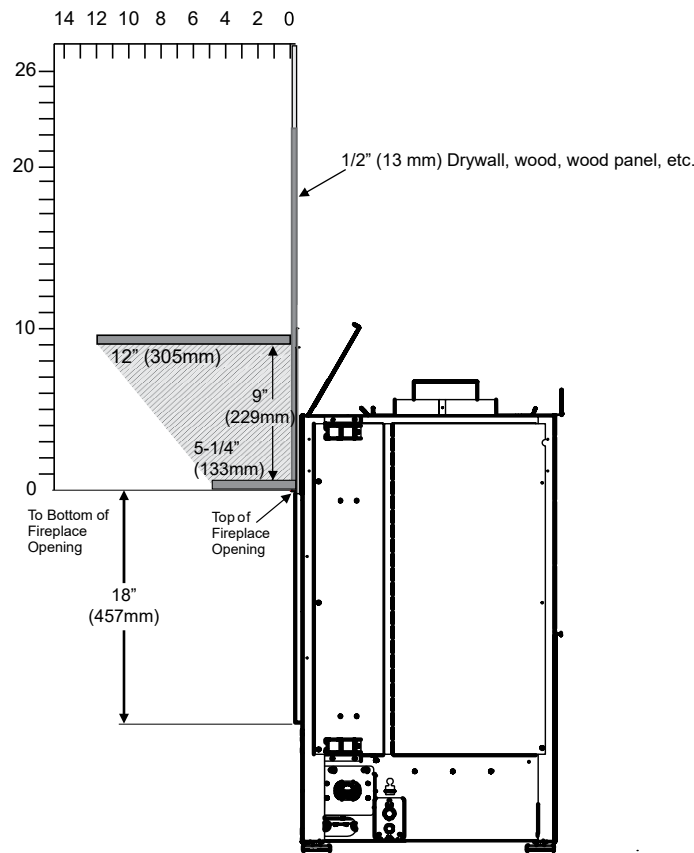 14 12 10 8 6 4 2 0
26
20
1/2” (13 mm) Drywall, wood, wood panel, etc.
10
12” (305mm)
9”
(229mm)
5-1/4”
(133mm)
0
To Bottom of
Fireplace
Opening
Top of
Fireplace
Opening
18”
(457mm)